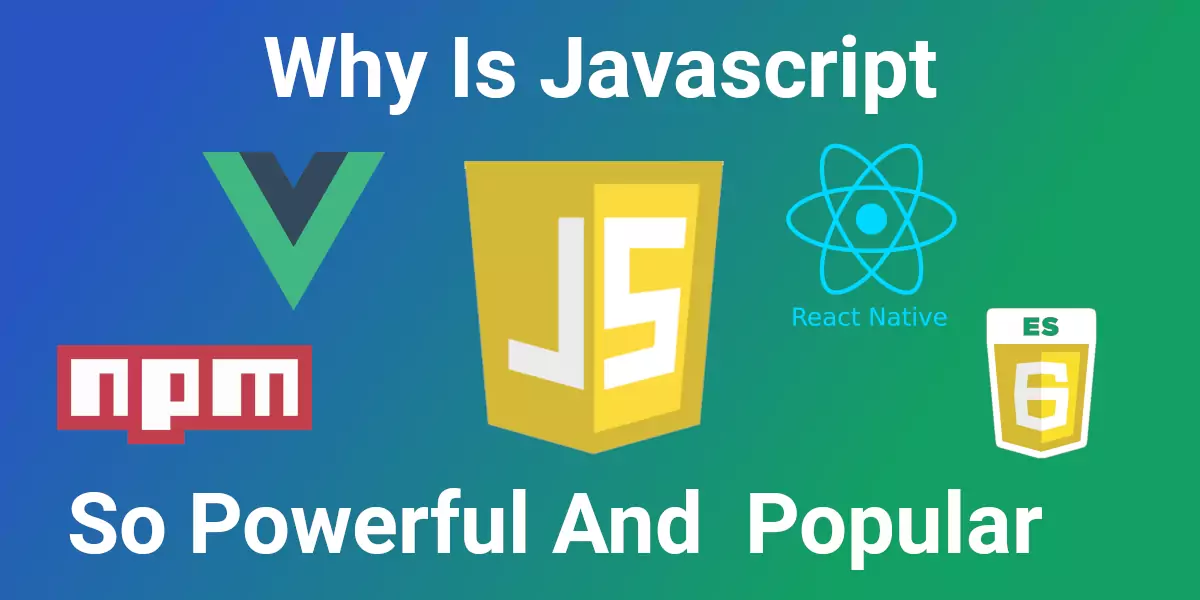 Why Is Javascript
JS
React Native
ES
6
npm
So Powerful And  Popular